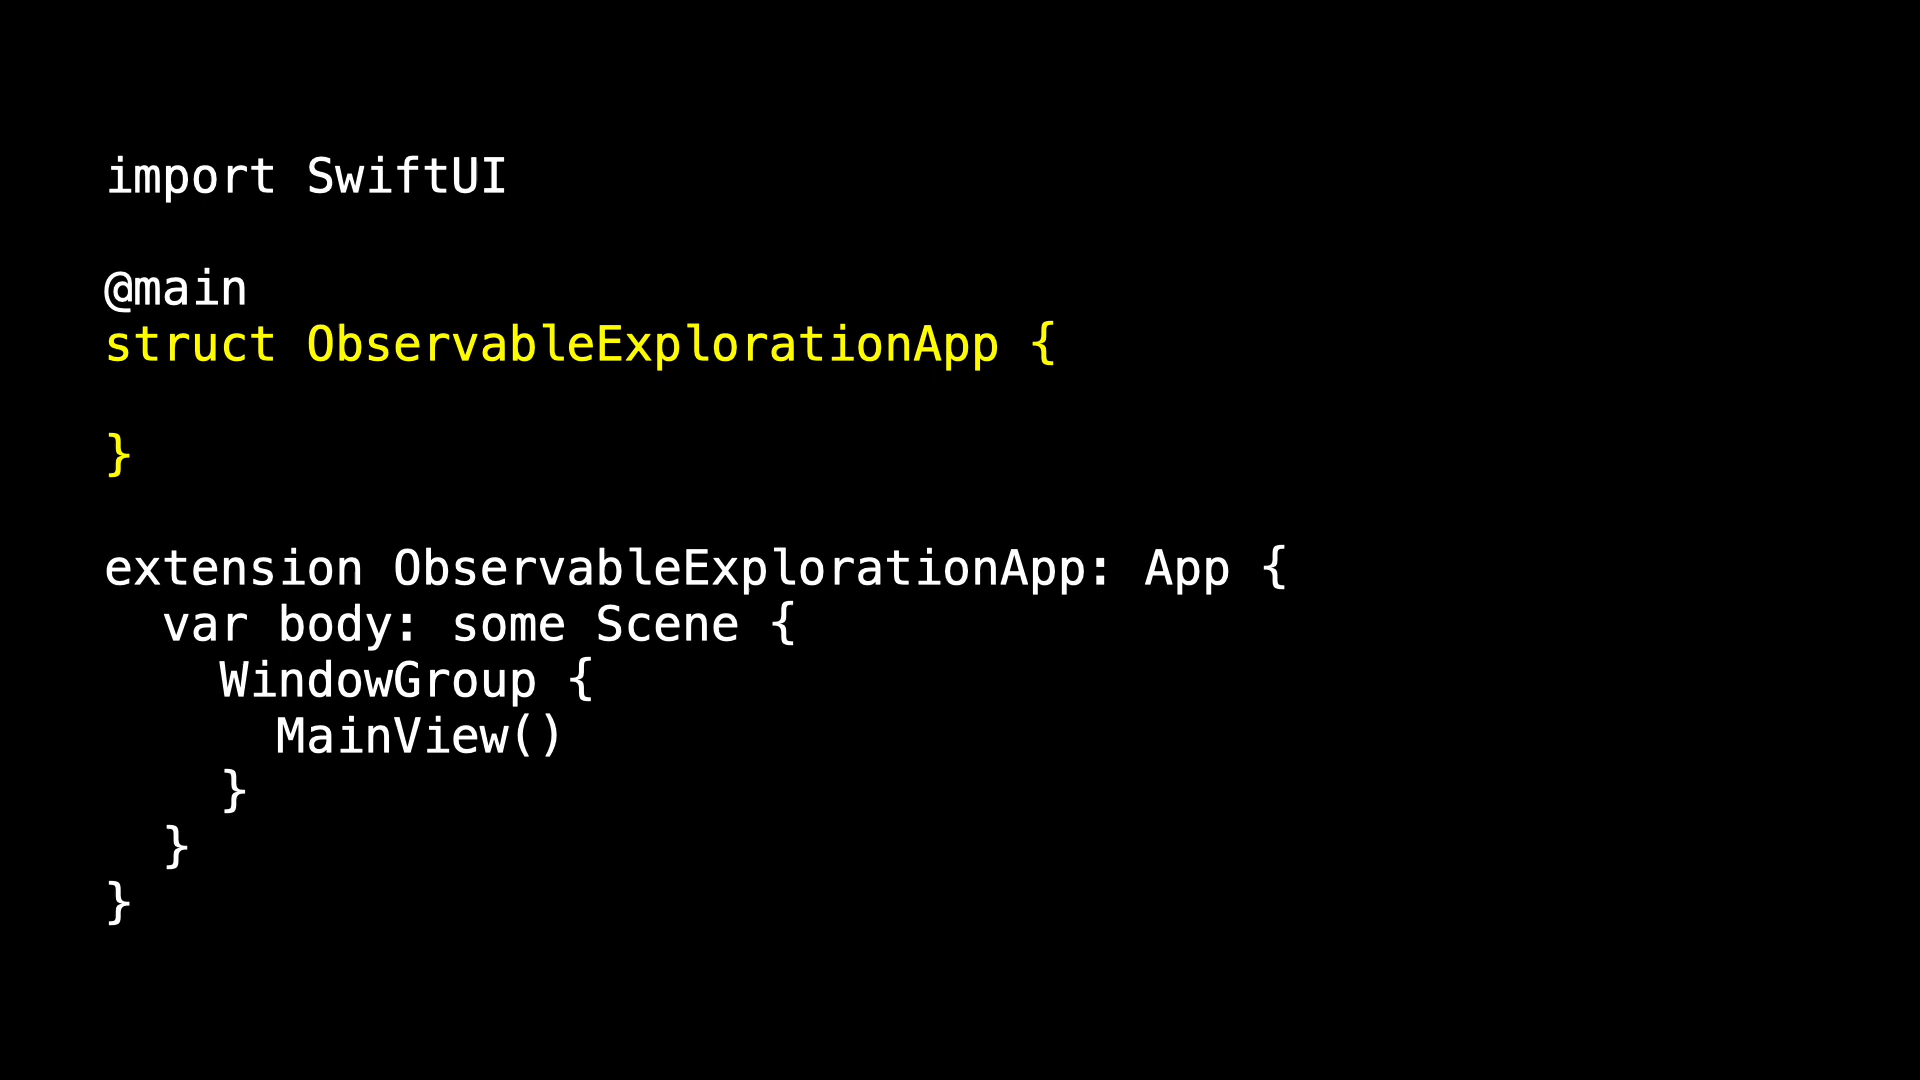 import SwiftUI

@main
struct ObservableExplorationApp {

}

extension ObservableExplorationApp: App {
  var body: some Scene {
    WindowGroup {
      MainView()
    }
  }
}